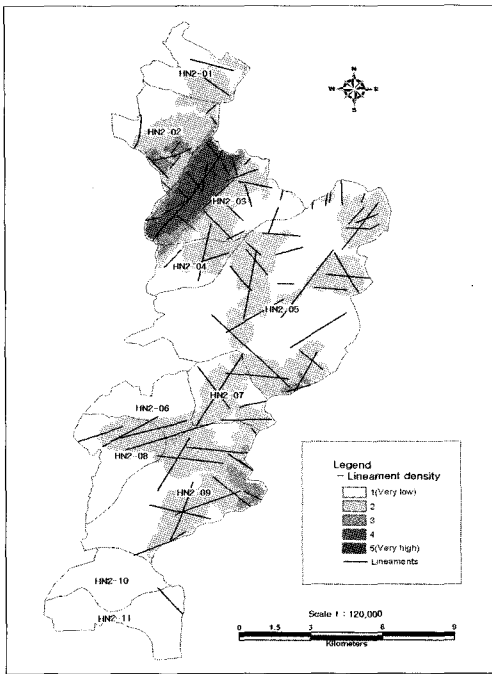 HN2-01
N
W E
S
HN2-02
HN2-03
HN2-04
HN2-05
HN2-06
HN2-07
HN2-08
HN2-09
HN2-10
HN2-11
Legend
Lineament density
1(Very low)
2
3
4
5(Very high)
Lineaments
Scale 1 : 120,000
0 1.5 3 6 9
Kilometers